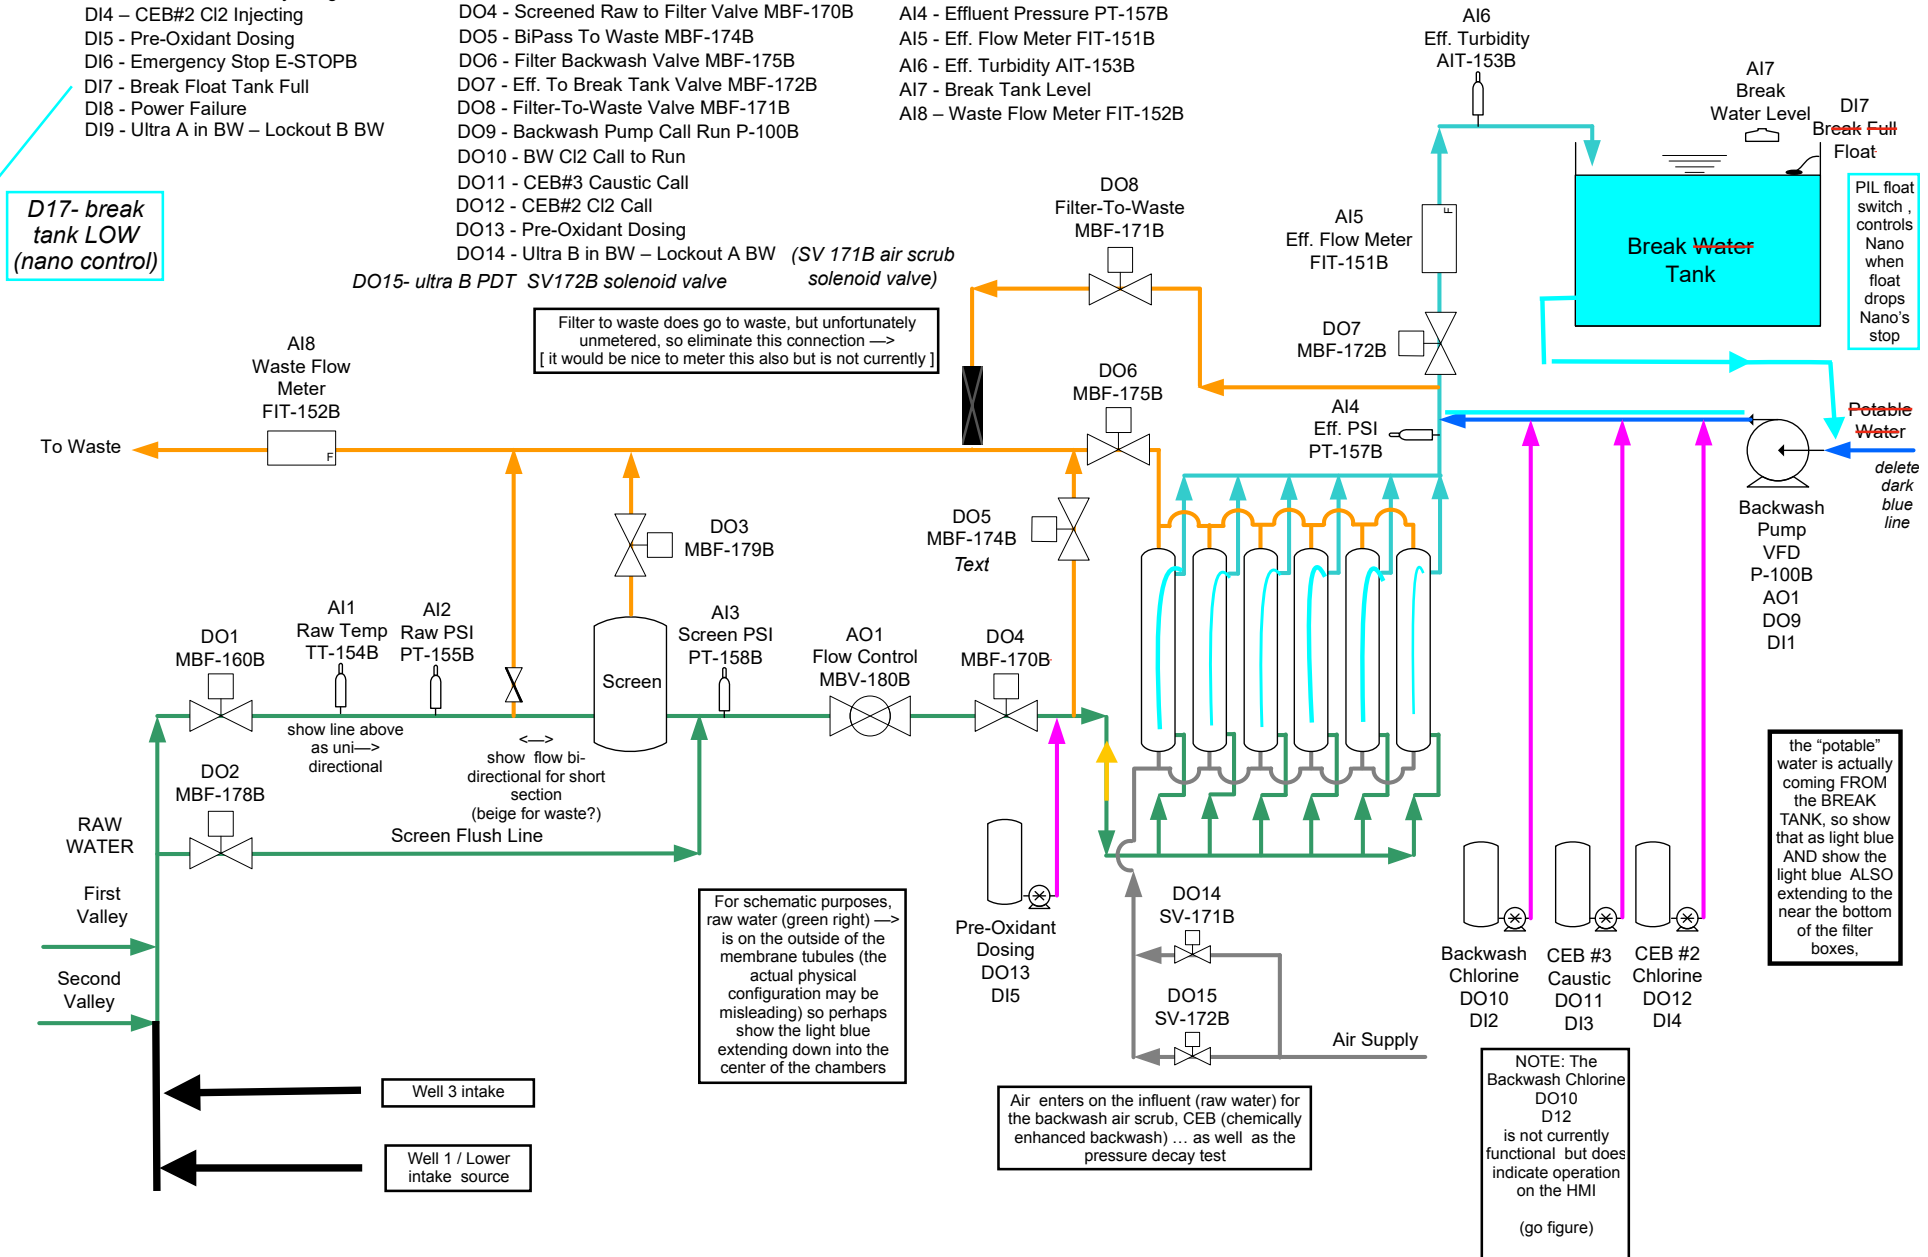 DI4 – CEB#2 Cl2 Injecting
DI5 - Pre-Oxidant Dosing
DI6 - Emergency Stop E-STOPB
DI7 - Break Float Tank Full
DI8 - Power Failure
DI9 - Ultra A in BW – Lockout B BW
D17- break
tank LOW
(nano control)
DO4 - Screened Raw to Filter Valve MBF-170B
DO5 - BiPass To Waste MBF-174B
DO6 - Filter Backwash Valve MBF-175B
DO7 - Eff. To Break Tank Valve MBF-172B
DO8 - Filter-To-Waste Valve MBF-171B
DO9 - Backwash Pump Call Run P-100B
DO10 - BW Cl2 Call to Run
DO11 - CEB#3 Caustic Call
DO12 - CEB#2 Cl2 Call
DO13 - Pre-Oxidant Dosing
DO14 - Ultra B in BW – Lockout A BW
(SV 171B air scrub
solenoid valve)
DO15- ultra B PDT SV172B solenoid valve
AI4 - Effluent Pressure PT-157B
AI5 - Eff. Flow Meter FIT-151B
AI6 - Eff. Turbidity AIT-153B
AI7 - Break Tank Level
AI8 – Waste Flow Meter FIT-152B
AI6
Eff. Turbidity
AIT-153B
AI7
Break
Water Level
DI7
Break Full
Float
PIL float
switch ,
controls
Nano
when
float
drops
Nano's
stop
Break Water
Tank
DO8
Filter-To-Waste
MBF-171B
AI5
Eff. Flow Meter
FIT-151B
F
DO7
MBF-172B
Filter to waste does go to waste, but unfortunately
unmetered, so eliminate this connection —>
[ it would be nice to meter this also but is not currently ]
AI8
Waste Flow
Meter
FIT-152B
F
To Waste
DO6
MBF-175B
AI4
Eff. PSI
PT-157B
Potable
Water
delete
dark
blue
line
Backwash
Pump
VFD
P-100B
AO1
DO9
DI1
DO3
MBF-179B
DO5
MBF-174B
Text
DO1
MBF-160B
AI1
Raw Temp
TT-154B
AI2
Raw PSI
PT-155B
Screen
AI3
Screen PSI
PT-158B
AO1
Flow Control
MBV-180B
DO4
MBF-170B
show line above
as uni—>
directional
<—>
show flow bi-
directional for short
section
(beige for waste?)
DO2
MBF-178B
RAW
WATER
Screen Flush Line
First
Valley
Second
Valley
Well 3 intake
Well 1 / Lower
intake source
For schematic purposes,
raw water (green right) —>
is on the outside of the
membrane tubules (the
actual physical
configuration may be
misleading) so perhaps
show the light blue
extending down into the
center of the chambers
Pre-Oxidant
Dosing
DO13
DI5
DO14
SV-171B
DO15
SV-172B
Air Supply
Air enters on the influent (raw water) for
the backwash air scrub, CEB (chemically
enhanced backwash) … as well as the
pressure decay test
Backwash
Chlorine
DO10
DI2
CEB #3
Caustic
DO11
DI3
CEB #2
Chlorine
DO12
DI4
the “potable”
water is actually
coming FROM
the BREAK
TANK, so show
that as light blue
AND show the
light blue ALSO
extending to the
near the bottom
of the filter
boxes,
NOTE: The
Backwash Chlorine
DO10
D12
is not currently
functional but does
indicate operation
on the HMI
(go figure)